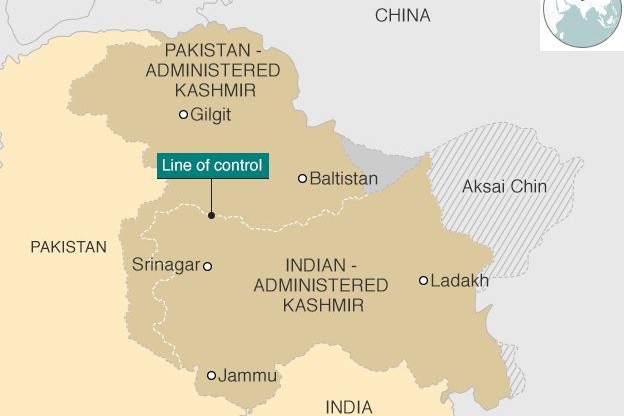 CHINA
PAKISTAN -
ADMINISTERED
KASHMIR
Gilgit
Line of control
Baltistan
Aksai Chin
PAKISTAN
Srinagar
INDIAN -
ADMINISTERED
KASHMIR
Ladakh
Jammu
INDIA